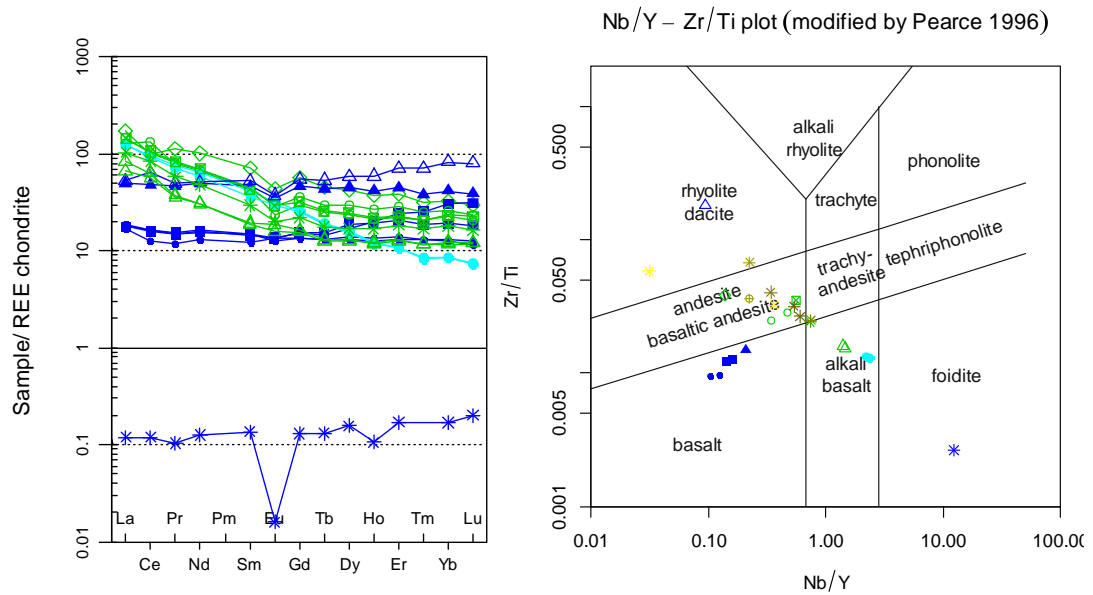 Nb/Y – Zr/Ti plot (modified by Pearce 1996)
Sample/ REE chondrite
1000
100
10
1
0.1
0.01
La
Pr
Pm
Eu
Tb
Ho
Tm
Lu
Ce
Nd
Sm
Gd
Dy
Er
Yb
Zr/Ti
0.500
0.050
0.005
0.001
alkali
rhyolite
phonolite
rhyolite
dacite
trachyte
trachy-
andesite
tephriphonolite
andesite
basaltic andesite
alkali
basalt
foidite
basalt
0.01
0.10
1.00
10.00
100.00
Nb/Y